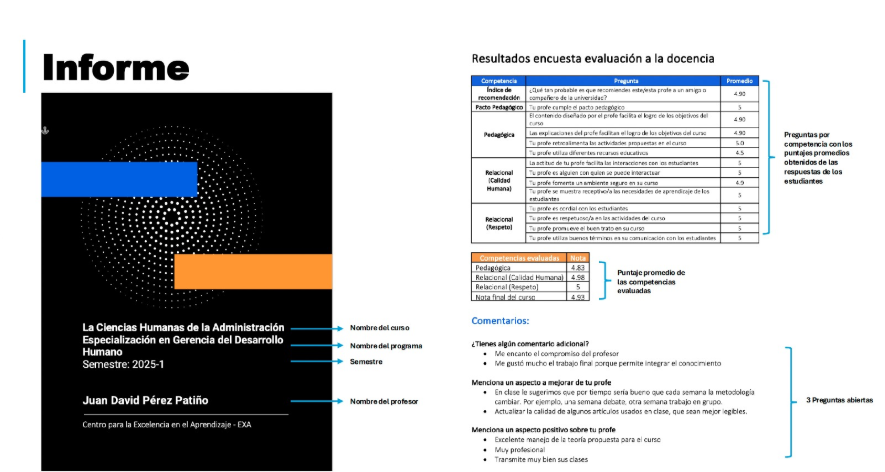 Informe
La Ciencias Humanas de la Administración
Especialización en Gerencia del Desarrollo
Humano
Semestre: 2025-1
Juan David Pérez Patiño
Centro para la Excelencia en el Aprendizaje - EXA
Nombre del curso
Nombre del programa
Semestre
Nombre del profesor
Resultados encuesta evaluación a la docencia
Competencia Pregunta Promedio
Índice de recomendación ¿Qué tan probable es que recomiendes este/esta profe a un amigo o compañero de la universidad? 4.90
Pacto Pedagógico Tu profe cumple el pacto pedagógico 5
Pedagógica El contenido diseñado por el profe facilita el logro de los objetivos del curso 4.90
Las explicaciones del profe facilitan el logro de los objetivos del curso 4.90
Tu profe retroalimenta las actividades propuestas en el curso 5.0
Tu profe utiliza diferentes recursos educativos 4.5
Relacional (Calidad Humana) La actitud de tu profe facilita las interacciones con los estudiantes 5
Tu profe es alguien con quien se puede interactuar 5
Tu profe fomenta un ambiente seguro en su curso 4.9
Tu profe se muestra receptivo/a las necesidades de aprendizaje de los estudiantes 5
Relacional (Respeto) Tu profe es cordial con los estudiantes 5
Tu profe es respetuoso/a en las actividades del curso 5
Tu profe promueve el buen trato en su curso 5
Tu profe utiliza buenos términos en su comunicación con los estudiantes 5
Preguntas por
competencia con los
puntajes promedios
obtenidos de las
respuestas de los
estudiantes
Competencias evaluadas Nota
Pedagógica 4.83
Relacional (Calidad Humana) 4.98
Relacional (Respeto) 5
Nota final del curso 4.93
Puntaje promedio de
las competencias
evaluadas
Comentarios:
¿Tienes algún comentario adicional?
• Me encanto el compromiso del profesor
• Me gustó mucho el trabajo final porque permite integrar el conocimiento
Menciona un aspecto a mejorar de tu profe
• En clase le sugerimos que por tiempo sería bueno que cada semana la metodología
cambiar. Por ejemplo, una semana debate, otra semana trabajo en grupo.
• Actualizar la calidad de algunos artículos usados en clase, que sean mejor legibles.
Menciona un aspecto positivo sobre tu profe
• Excelente manejo de la teoría propuesta para el curso
• Muy profesional
• Transmite muy bien sus clases
3 Preguntas abiertas